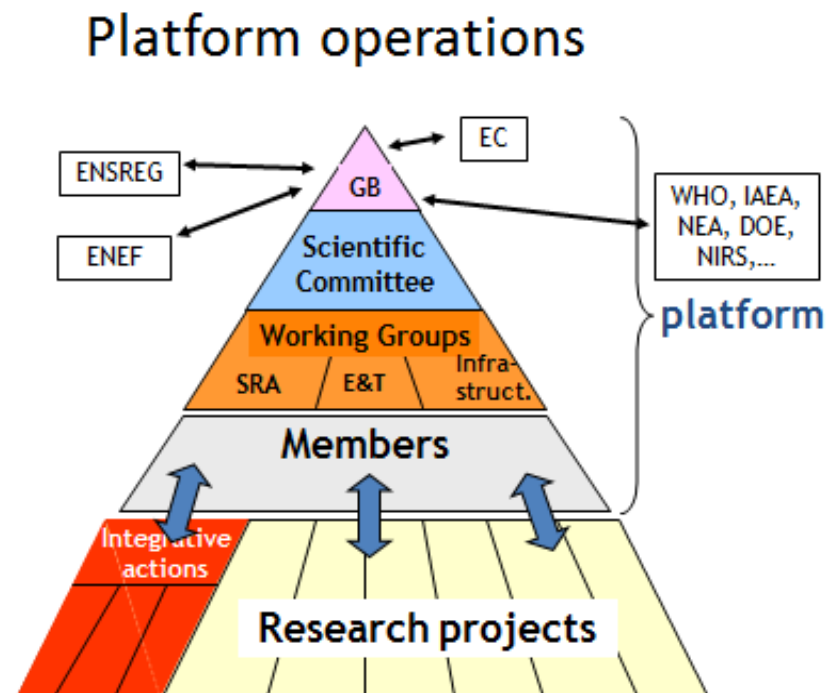 Platform operations
EC
ENSREG
GB
WHO, IAEA,
NEA, DOE,
NIRS,...
ENEF
Scientific
Committee
platform
Working Groups
SRA
E&T
Infra-
struct.
Members
Integrative
actions
Research projects